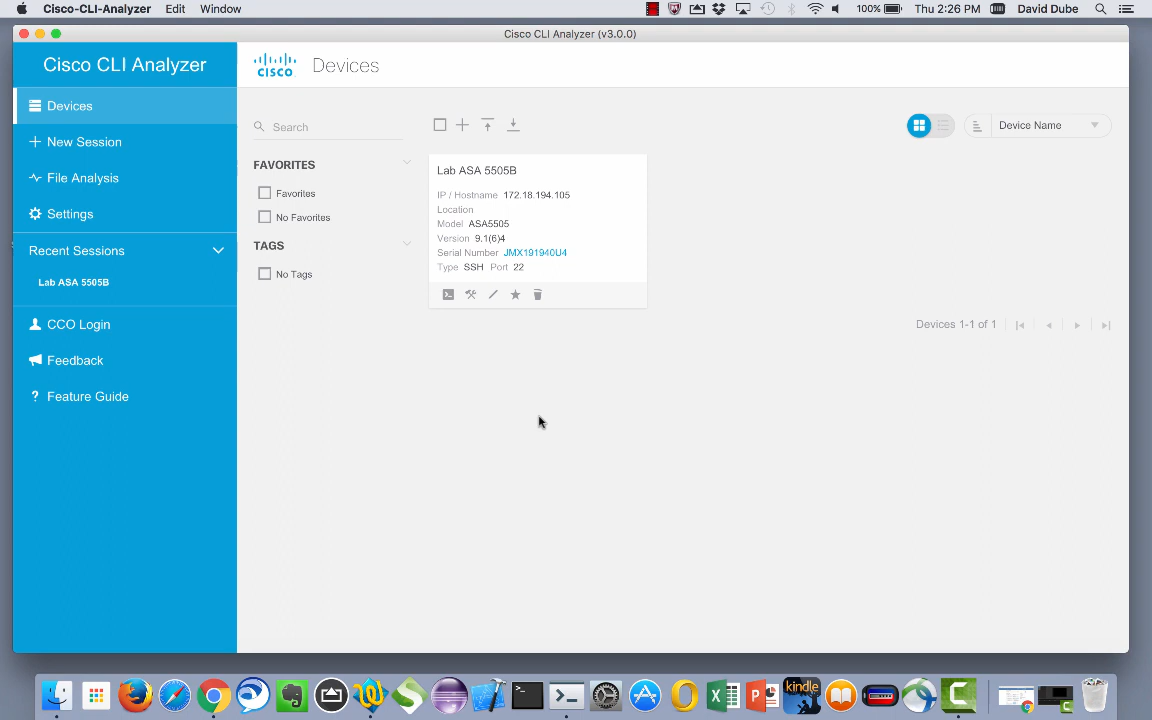 Cisco-CLI-Analyzer Edit Window 100% Thu 2:26 PM David Dube
Cisco CLI Analyzer (v3.0.0)
Cisco CLI Analyzer
CISCO
Devices
Devices
New Session
File Analysis
Settings
Recent Sessions
Lab ASA 5505B
CCO Login
Feedback
? Feature Guide
Search
FAVORITES
Favorites
No Favorites
TAGS
No Tags
Device Name
Lab ASA 5505B
IP / Hostname 172.18.194.105
Location
Model ASA5505
Version 9.1(6)4
Serial Number JMX191940U4
Type SSH Port 22
Devices 1-1 of 1
kindle